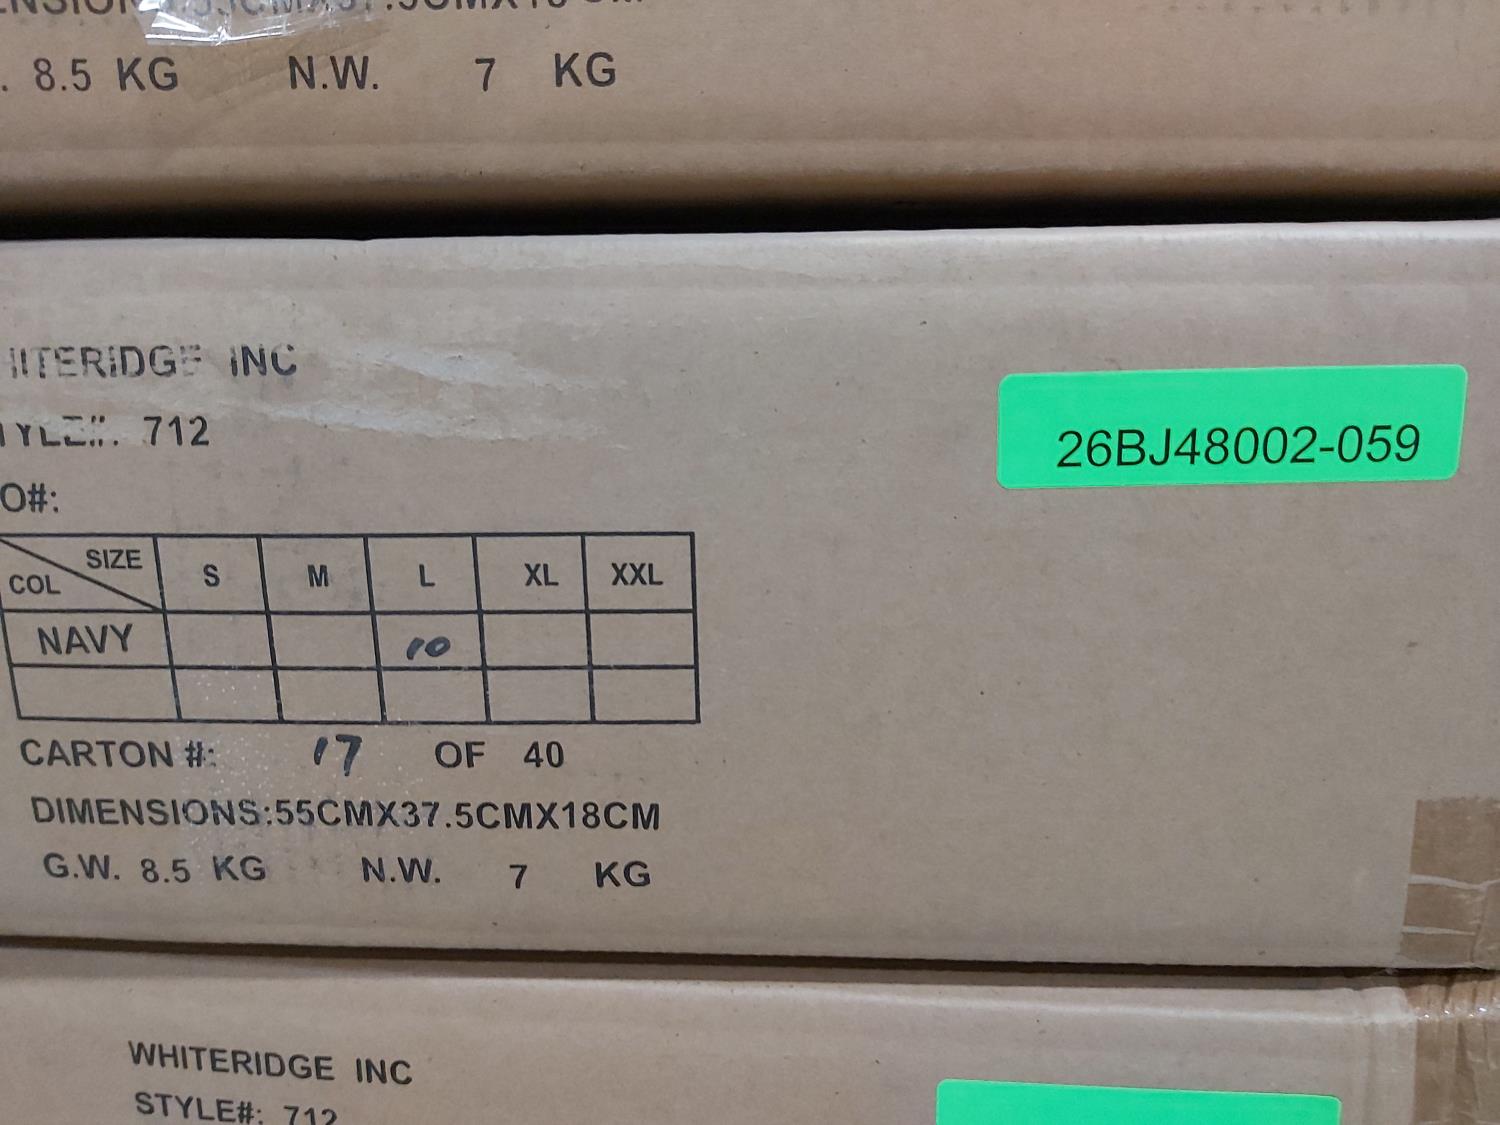 8.5 KG N.W. 7 KG
INC
712 26BJ48002-059
O#:
SIZE
COL S M L XL XXL
NAVY 10
CARTON #: 17 OF 40
DIMENSIONS:55CMX37.5CMX18CM
G.W. 8.5 KG N.W. 7 KG
WHITERIDGE INC
STYLE#: 712